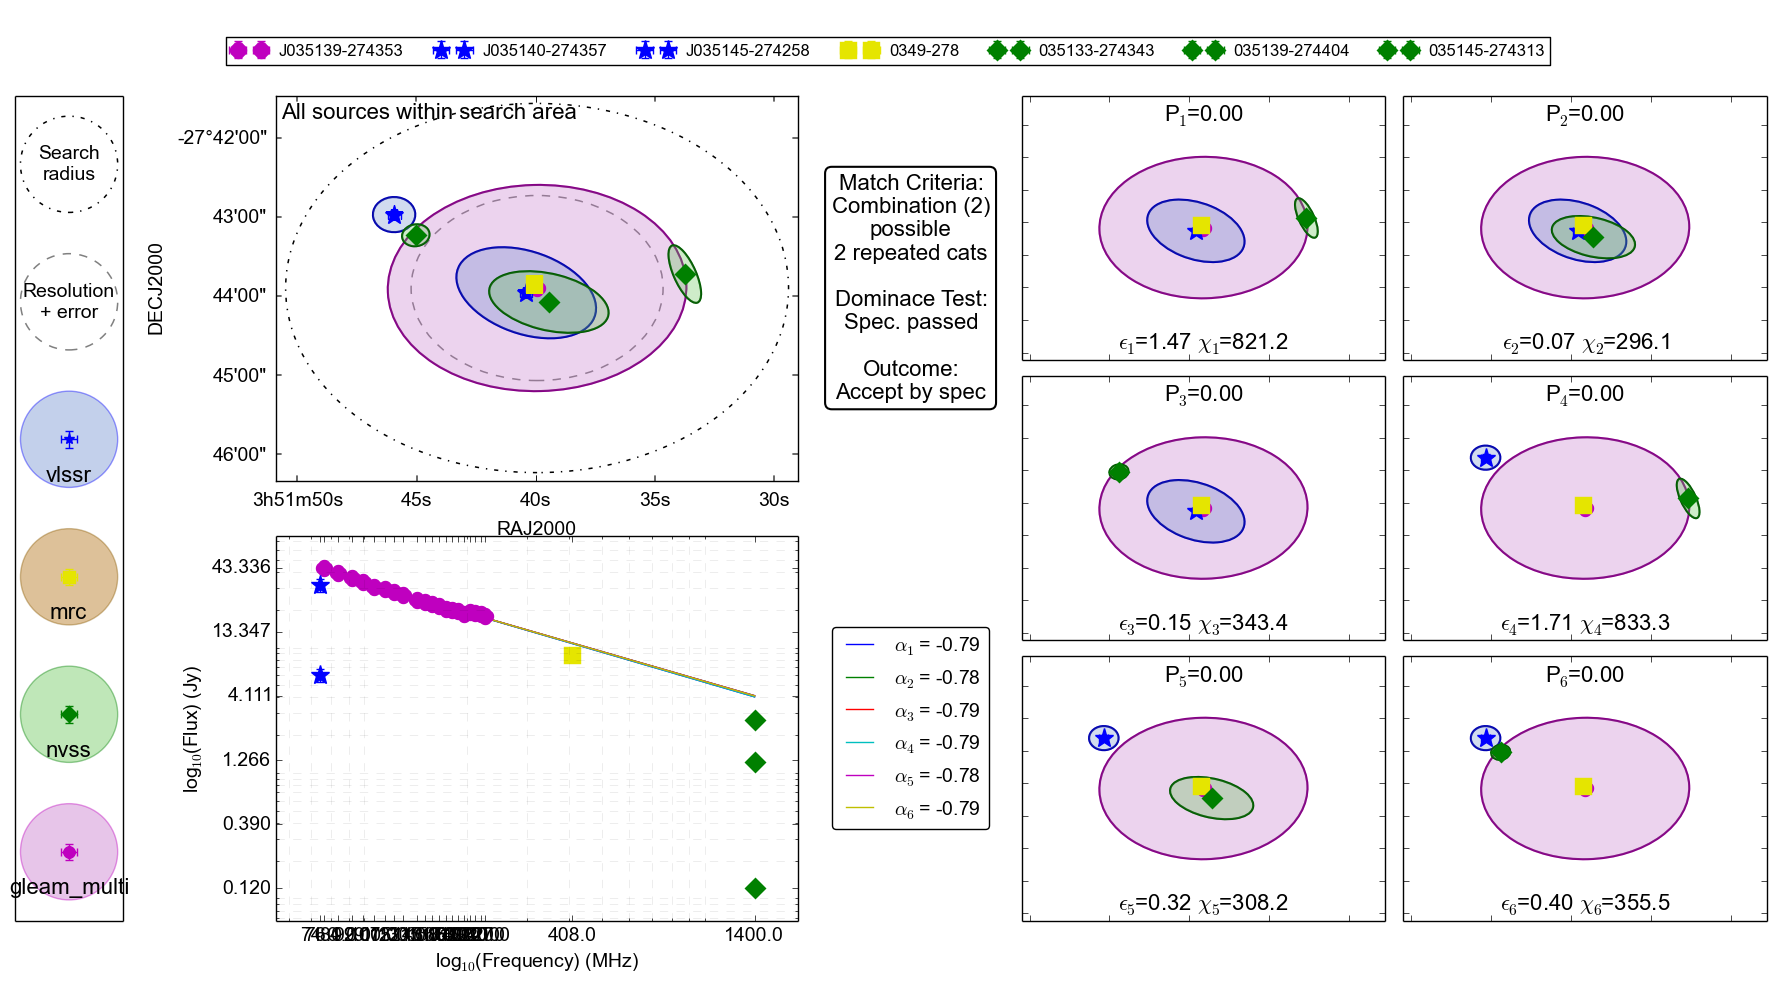 J035139-274353
J035140-274357
J035145-274258
0349-278
035133-274343
035139-274404
035145-274313
Search
radius
Resolution
+ error
vlssr
mrc
nvss
gleam_multi
All sources within search area
DECJ2000
-27°42'00"
43'00"
44'00"
45'00"
46'00"
3h51m50s
45s
40s
35s
30s
RAJ2000
Match Criteria:
Combination (2)
possible
2 repeated cats
Dominace Test:
Spec. passed
Outcome:
Accept by spec
log₁₀(Flux) (Jy)
43.336
13.347
4.111
1.266
0.390
0.120
408.0
1400.0
log₁₀(Frequency) (MHz)
α₁ = -0.79
α₂ = -0.78
α₃ = -0.79
α₄ = -0.79
α₅ = -0.78
α₆ = -0.79
P₁=0.00
ϵ₁=1.47 χ₁=821.2
P₂=0.00
ϵ₂=0.07 χ₂=296.1
P₃=0.00
ϵ₃=0.15 χ₃=343.4
P₄=0.00
ϵ₄=1.71 χ₄=833.3
P₅=0.00
ϵ₅=0.32 χ₅=308.2
P₆=0.00
ϵ₆=0.40 χ₆=355.5